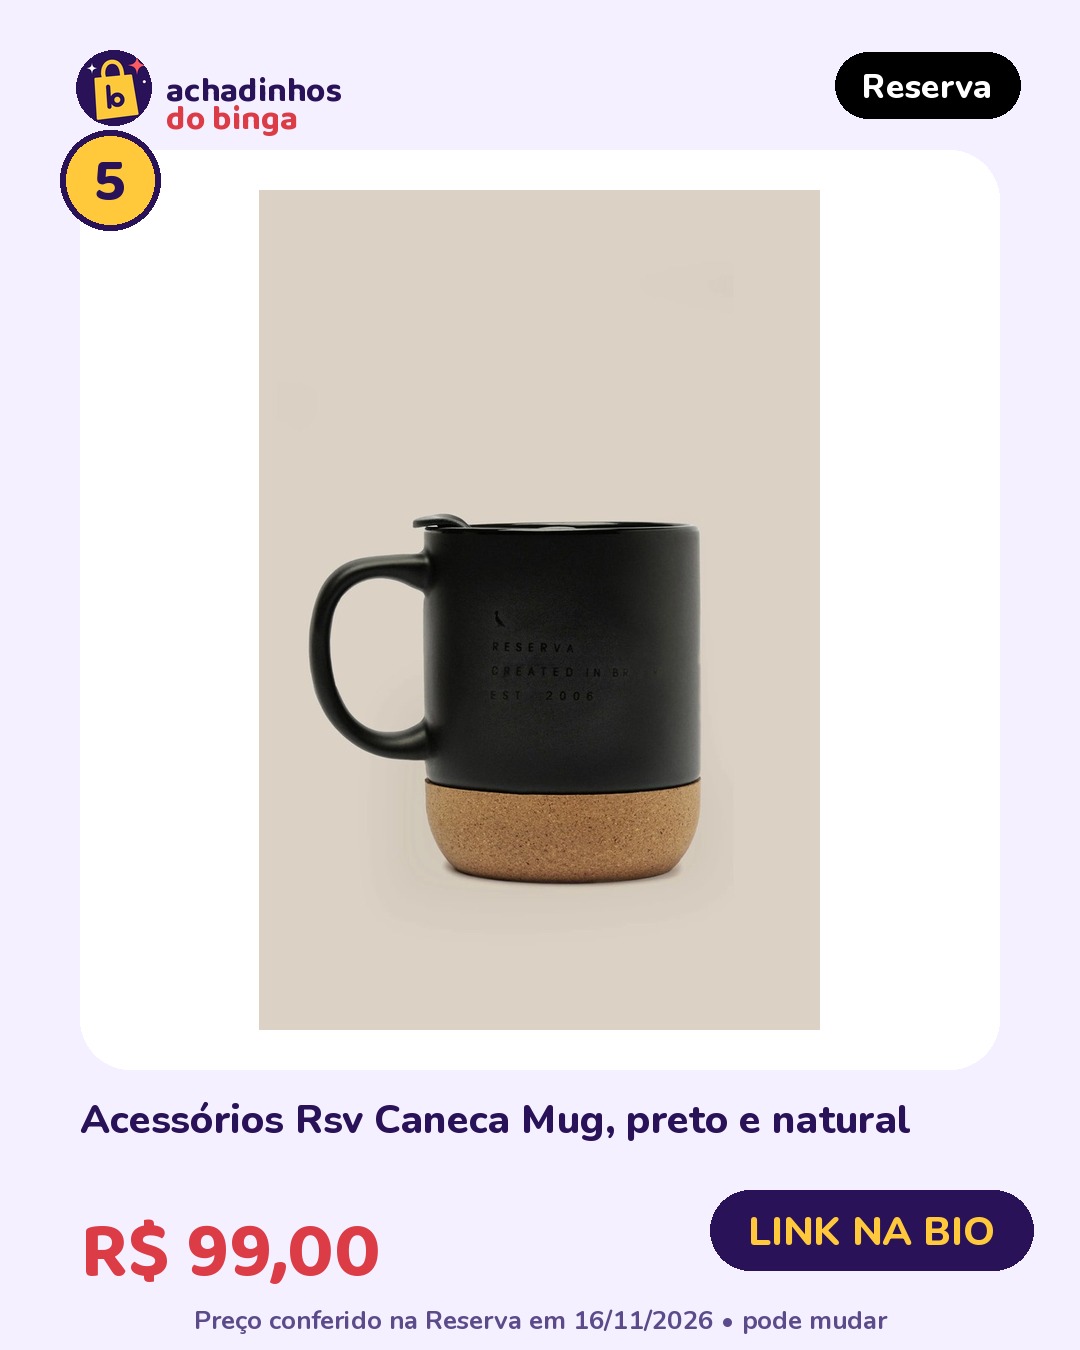 achadinhos
do binga
Reserva
5
RESERVA
CREATED IN
EST. 2006
Acessórios Rsv Caneca Mug, preto e natural
R$ 99,00
LINK NA BIO
Preço conferido na Reserva em 16/11/2026 • pode mudar